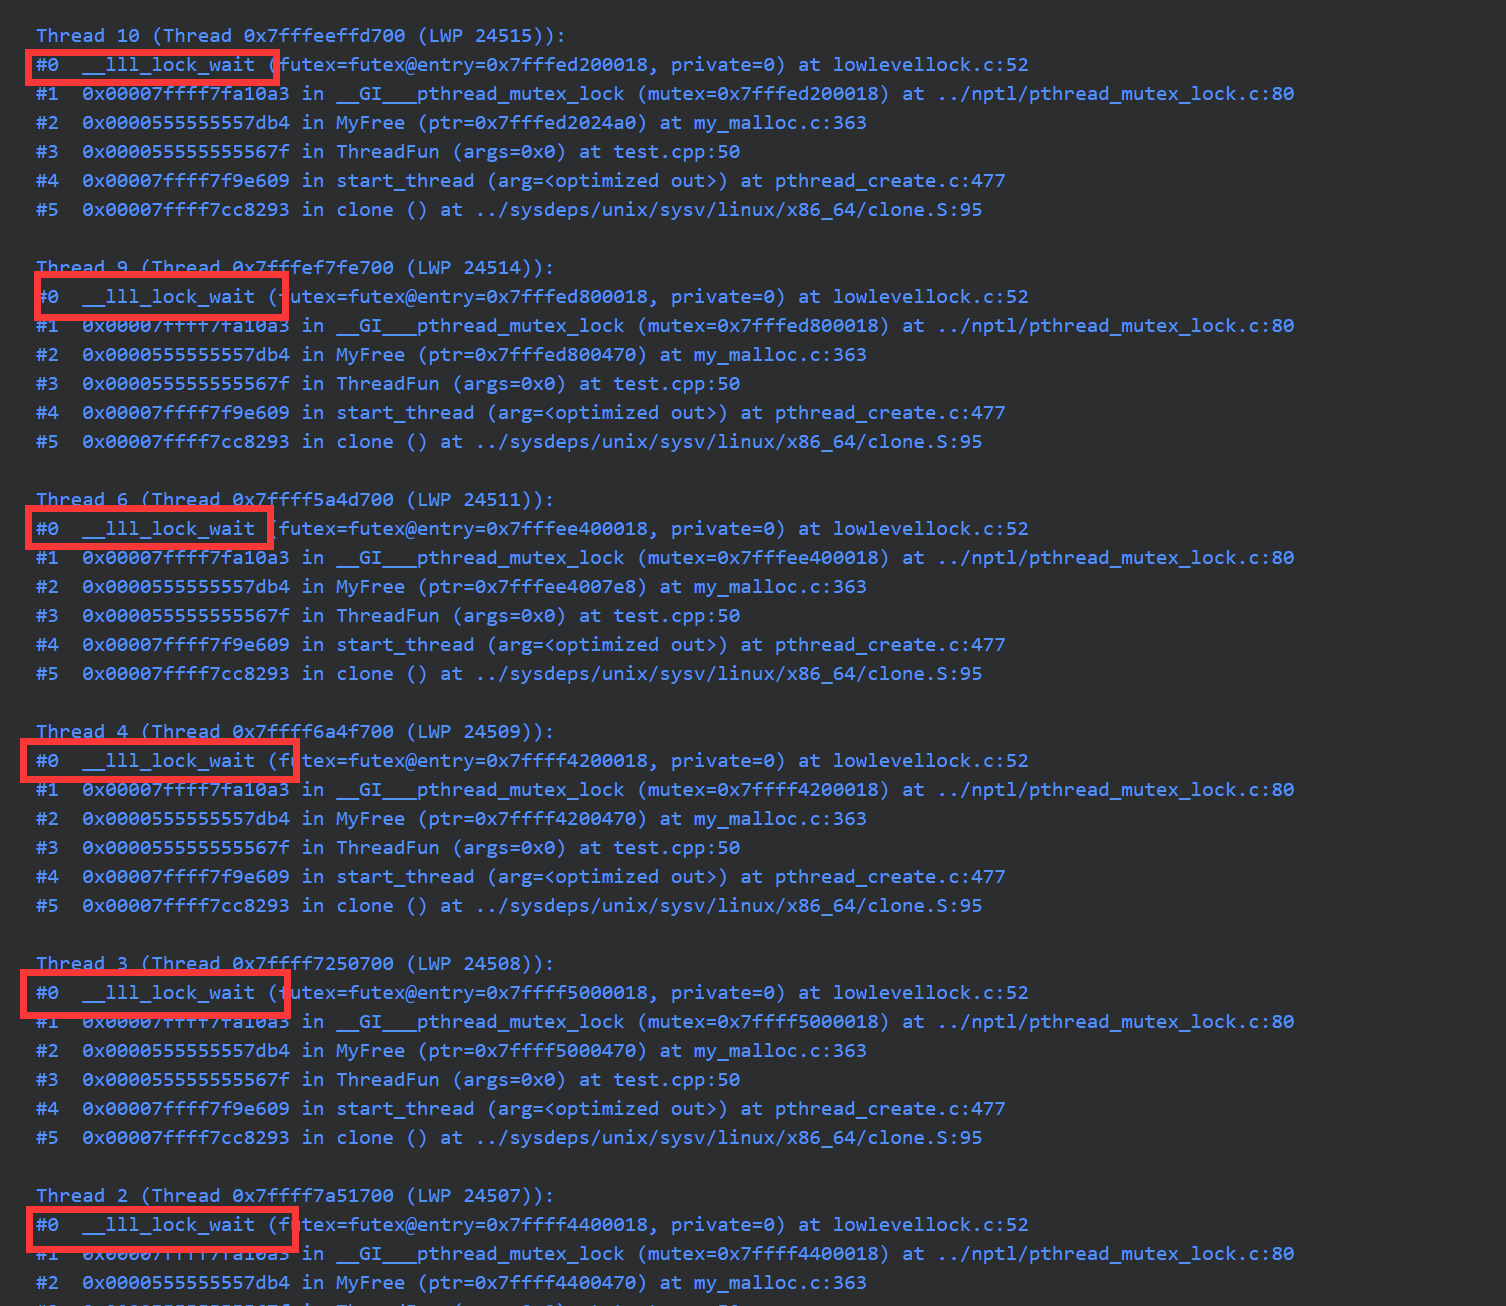 Thread 10 (Thread 0x7fffeeffd700 (LWP 24515)):
#0  __lll_lock_wait (futex=futex@entry=0x7fffed200018, private=0) at lowlevellock.c:52
#1  0x00007ffff7fa10a3 in __GI___pthread_mutex_lock (mutex=0x7fffed200018) at ../nptl/pthread_mutex_lock.c:80
#2  0x0000555555557db4 in MyFree (ptr=0x7fffed2024a0) at my_malloc.c:363
#3  0x000055555555567f in ThreadFun (args=0x0) at test.cpp:50
#4  0x00007ffff7f9e609 in start_thread (arg=<optimized out>) at pthread_create.c:477
#5  0x00007ffff7cc8293 in clone () at ../sysdeps/unix/sysv/linux/x86_64/clone.S:95
Thread 9 (Thread 0x7fffef7fe700 (LWP 24514)):
#0  __lll_lock_wait (futex=futex@entry=0x7fffed800018, private=0) at lowlevellock.c:52
#1  0x00007ffff7fa10a3 in __GI___pthread_mutex_lock (mutex=0x7fffed800018) at ../nptl/pthread_mutex_lock.c:80
#2  0x0000555555557db4 in MyFree (ptr=0x7fffed800470) at my_malloc.c:363
#3  0x000055555555567f in ThreadFun (args=0x0) at test.cpp:50
#4  0x00007ffff7f9e609 in start_thread (arg=<optimized out>) at pthread_create.c:477
#5  0x00007ffff7cc8293 in clone () at ../sysdeps/unix/sysv/linux/x86_64/clone.S:95
Thread 6 (Thread 0x7ffff5a4d700 (LWP 24511)):
#0  __lll_lock_wait (futex=futex@entry=0x7fffee400018, private=0) at lowlevellock.c:52
#1  0x00007ffff7fa10a3 in __GI___pthread_mutex_lock (mutex=0x7fffee400018) at ../nptl/pthread_mutex_lock.c:80
#2  0x0000555555557db4 in MyFree (ptr=0x7fffee4007e8) at my_malloc.c:363
#3  0x000055555555567f in ThreadFun (args=0x0) at test.cpp:50
#4  0x00007ffff7f9e609 in start_thread (arg=<optimized out>) at pthread_create.c:477
#5  0x00007ffff7cc8293 in clone () at ../sysdeps/unix/sysv/linux/x86_64/clone.S:95
Thread 4 (Thread 0x7ffff6a4f700 (LWP 24509)):
#0  __lll_lock_wait (futex=futex@entry=0x7ffff4200018, private=0) at lowlevellock.c:52
#1  0x00007ffff7fa10a3 in __GI___pthread_mutex_lock (mutex=0x7ffff4200018) at ../nptl/pthread_mutex_lock.c:80
#2  0x0000555555557db4 in MyFree (ptr=0x7ffff4200470) at my_malloc.c:363
#3  0x000055555555567f in ThreadFun (args=0x0) at test.cpp:50
#4  0x00007ffff7f9e609 in start_thread (arg=<optimized out>) at pthread_create.c:477
#5  0x00007ffff7cc8293 in clone () at ../sysdeps/unix/sysv/linux/x86_64/clone.S:95
Thread 3 (Thread 0x7ffff7250700 (LWP 24508)):
#0  __lll_lock_wait (futex=futex@entry=0x7ffff5000018, private=0) at lowlevellock.c:52
#1  0x00007ffff7fa10a3 in __GI___pthread_mutex_lock (mutex=0x7ffff5000018) at ../nptl/pthread_mutex_lock.c:80
#2  0x0000555555557db4 in MyFree (ptr=0x7ffff5000470) at my_malloc.c:363
#3  0x000055555555567f in ThreadFun (args=0x0) at test.cpp:50
#4  0x00007ffff7f9e609 in start_thread (arg=<optimized out>) at pthread_create.c:477
#5  0x00007ffff7cc8293 in clone () at ../sysdeps/unix/sysv/linux/x86_64/clone.S:95
Thread 2 (Thread 0x7ffff7a51700 (LWP 24507)):
#0  __lll_lock_wait (futex=futex@entry=0x7ffff4400018, private=0) at lowlevellock.c:52
#1  0x00007ffff7fa10a3 in __GI___pthread_mutex_lock (mutex=0x7ffff4400018) at ../nptl/pthread_mutex_lock.c:80
#2  0x0000555555557db4 in MyFree (ptr=0x7ffff4400470) at my_malloc.c:363